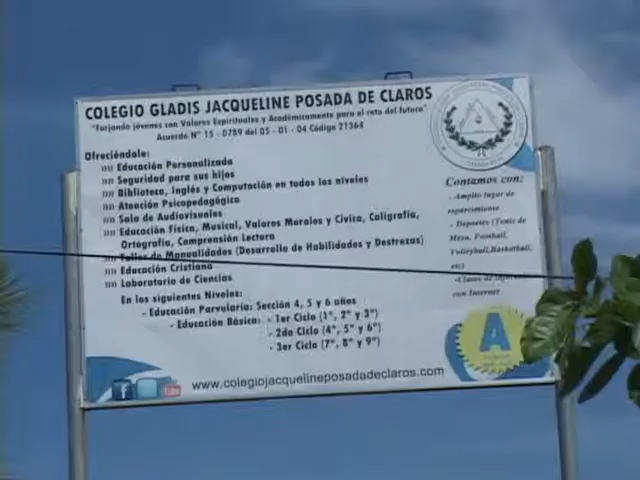 COLEGIO GLADIS JACQUELINE POSADA DE CLAROS
"Forjando jóvenes con Valores Espirituales y Académicamente para el reto del futuro"
Acuerdo N° 15 - 0789 del 05 - 01 - 04 Código 21364
Ofreciéndole:
»» Educación Personalizada
»» Seguridad para sus hijos
»» Biblioteca, Inglés y Computación en todos los niveles
»» Atención Psicopedagógica
»» Sala de Audiovisuales
»» Educación Física, Musical, Valores Morales y Cívica, Caligrafía,
Ortografía, Comprensión Lectora
»» Taller de Manualidades (Desarrollo de Habilidades y Destrezas)
»» Educación Cristiana
»» Laboratorio de Ciencias
En los siguientes Niveles:
- Educación Parvularia: Sección 4, 5 y 6 años
- Educación Básica: - 1er Ciclo (1°, 2° y 3°)
- 2do Ciclo (4°, 5° y 6°)
- 3er Ciclo (7°, 8° y 9°)
Contamos con:
- Amplio lugar de
esparcimiento
- Deportes (Tenis de
Mesa, Football,
Volleyball, Basketball,
etc)
- Clases de
con Internet
A
f
www.colegiojacquelineposadadeclaros.com